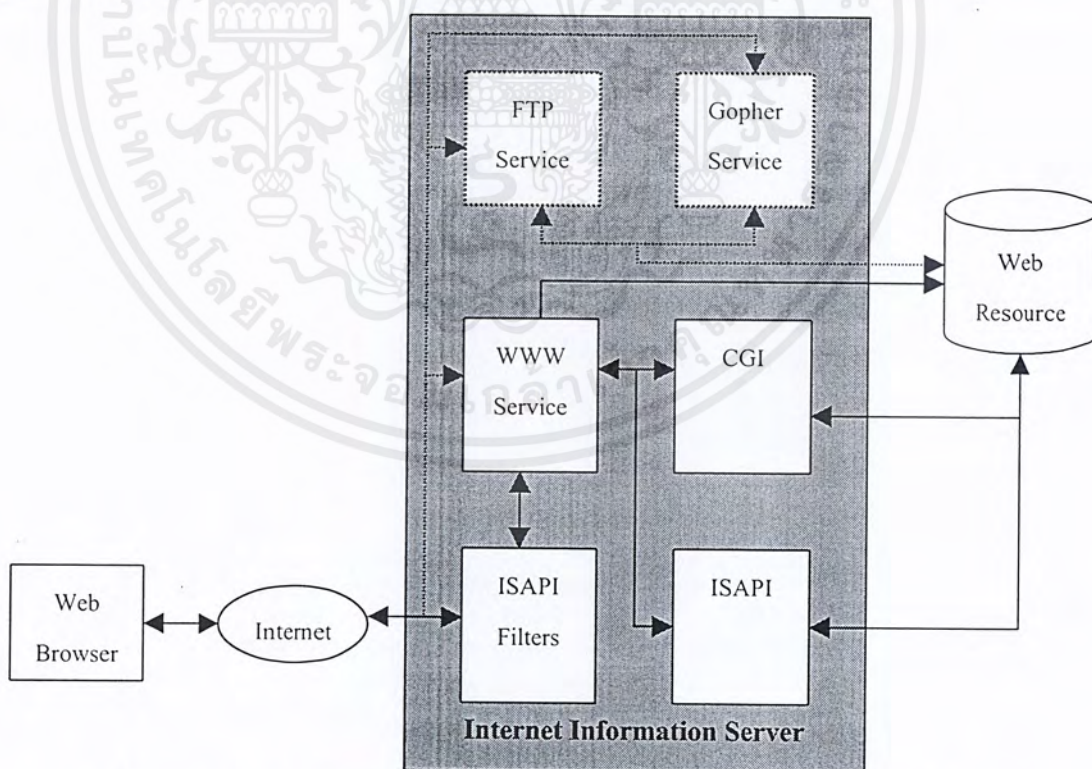 FTP
Service
Gopher
Service
Web
Resource
WWW
Service
CGI
ISAPI
Filters
ISAPI
Web
Browser
Internet
Internet Information Server